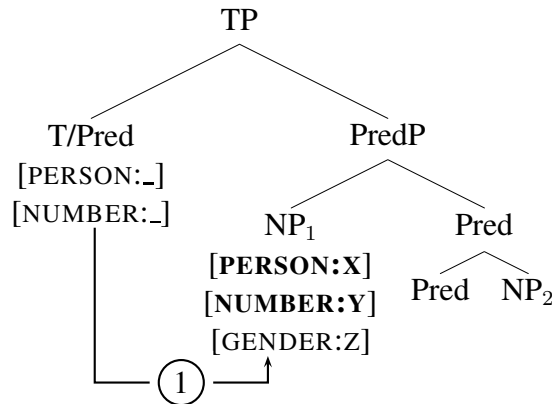 TP
T/Pred PredP
[PERSON:_]
[NUMBER:_]
NP₁ Pred
[PERSON:X]
[NUMBER:Y]
[GENDER:Z]
Pred NP₂
1